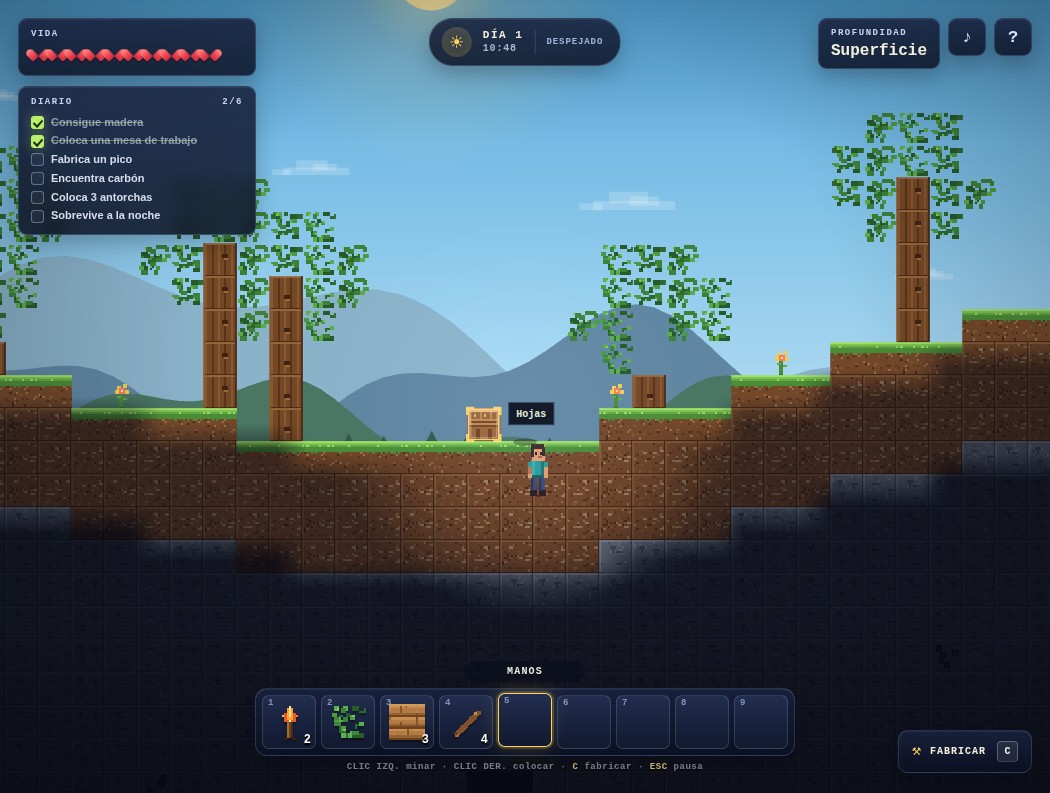 VIDA
DIARIO 2/6
Consigue madera
Coloca una mesa de trabajo
Fabrica un pico
Encuentra carbón
Coloca 3 antorchas
Sobrevive a la noche
DÍA 1
10:48
DESPEJADO
PROFUNDIDAD
Superficie
♪
?
Hojas
MANOS
1 2 3 4 5 6 7 8 9
2 3 4
CLIC IZQ. minar · CLIC DER. colocar · C fabricar · ESC pausa
FABRICAR C